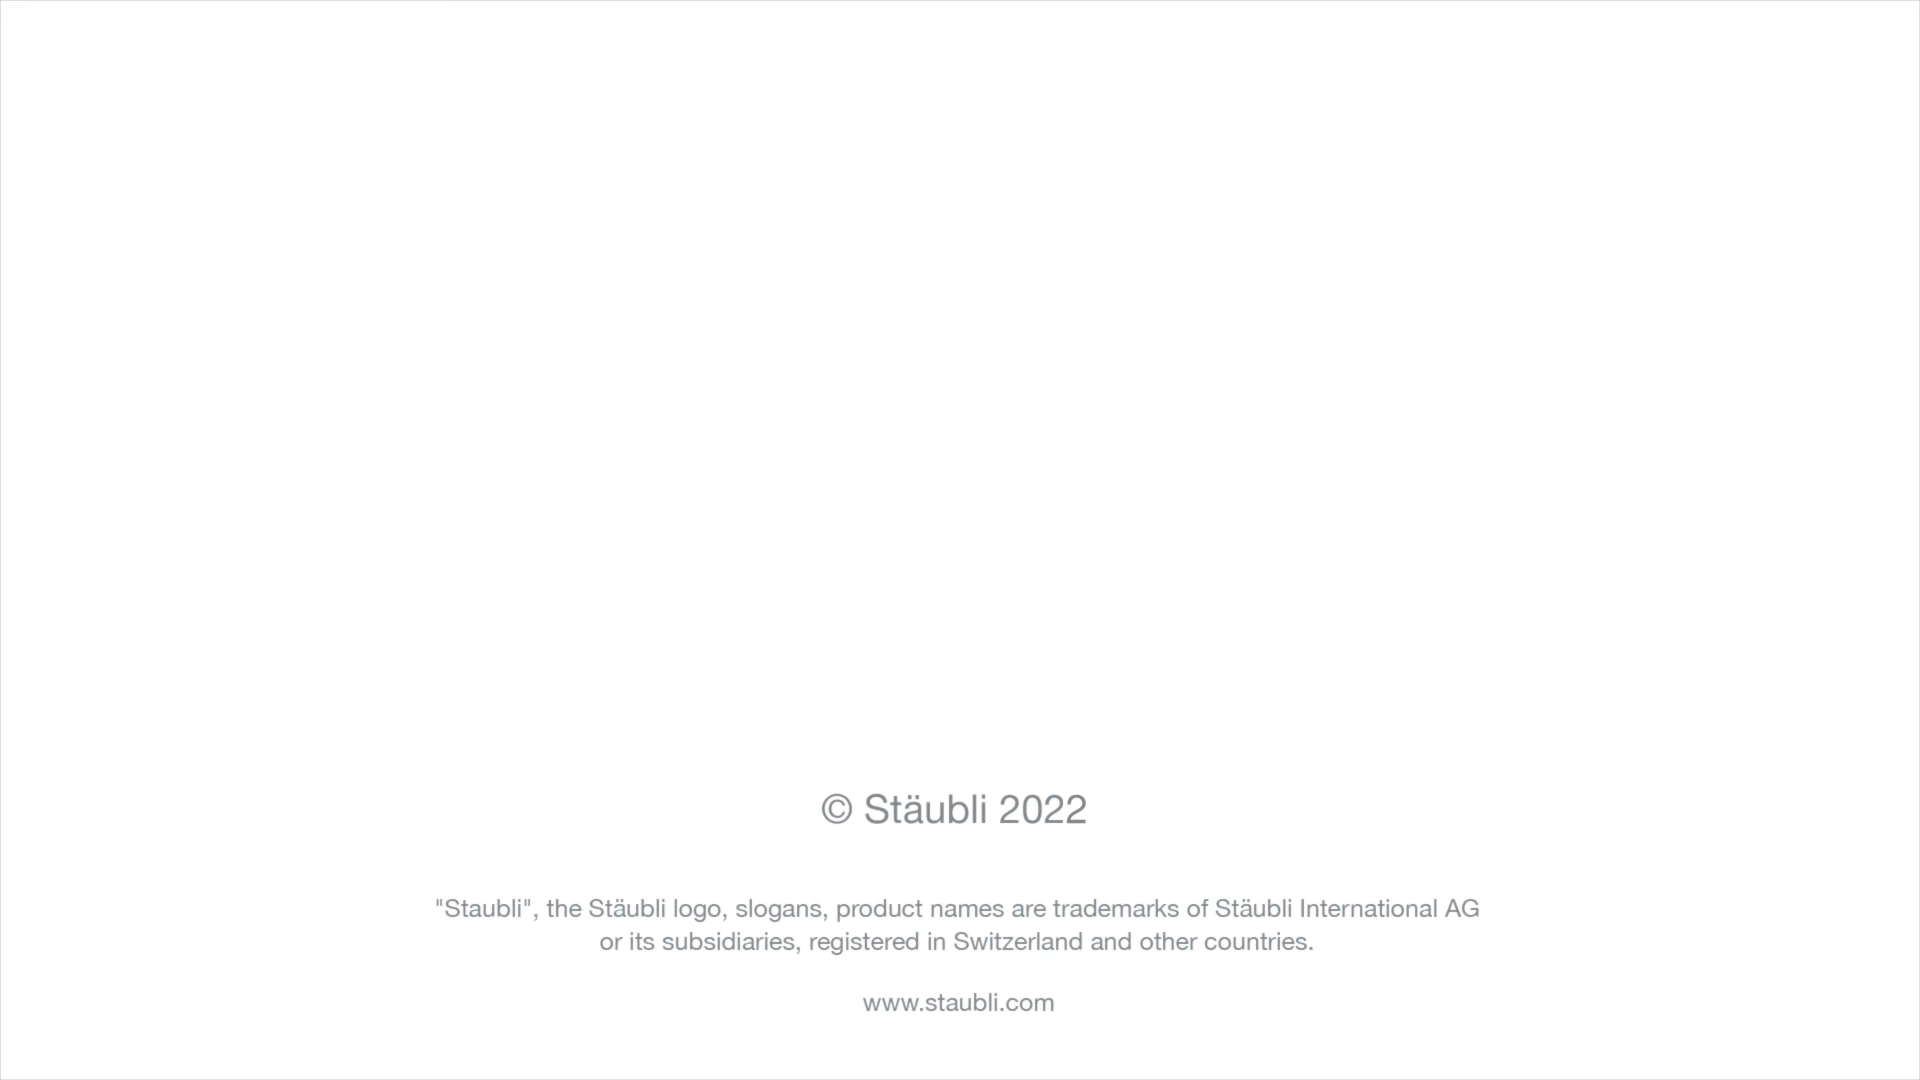 © Stäubli 2022
"Staubli", the Stäubli logo, slogans, product names are trademarks of Stäubli International AG
or its subsidiaries, registered in Switzerland and other countries.
www.staubli.com